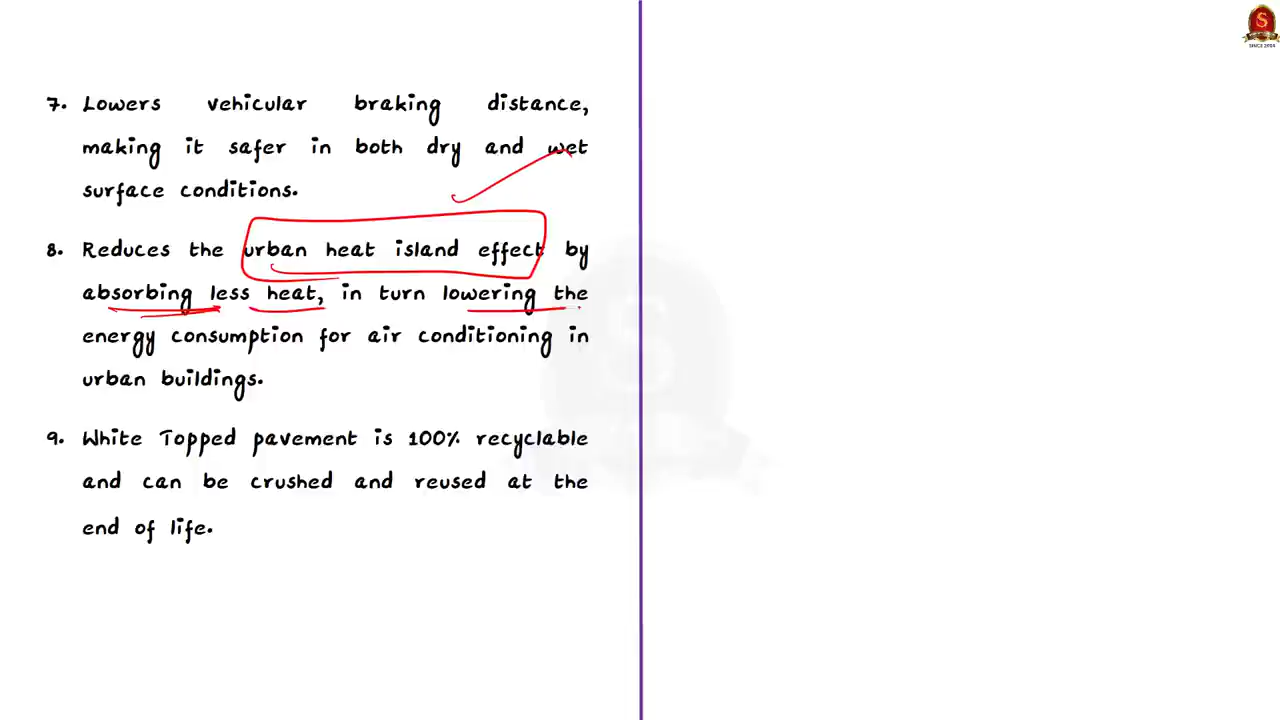 7. Lowers vehicular braking distance,
making it safer in both dry and wet
surface conditions.
8. Reduces the urban heat island effect by
absorbing less heat, in turn lowering the
energy consumption for air conditioning in
urban buildings.
9. White Topped pavement is 100% recyclable
and can be crushed and reused at the
end of life.
S
SINCE 2004